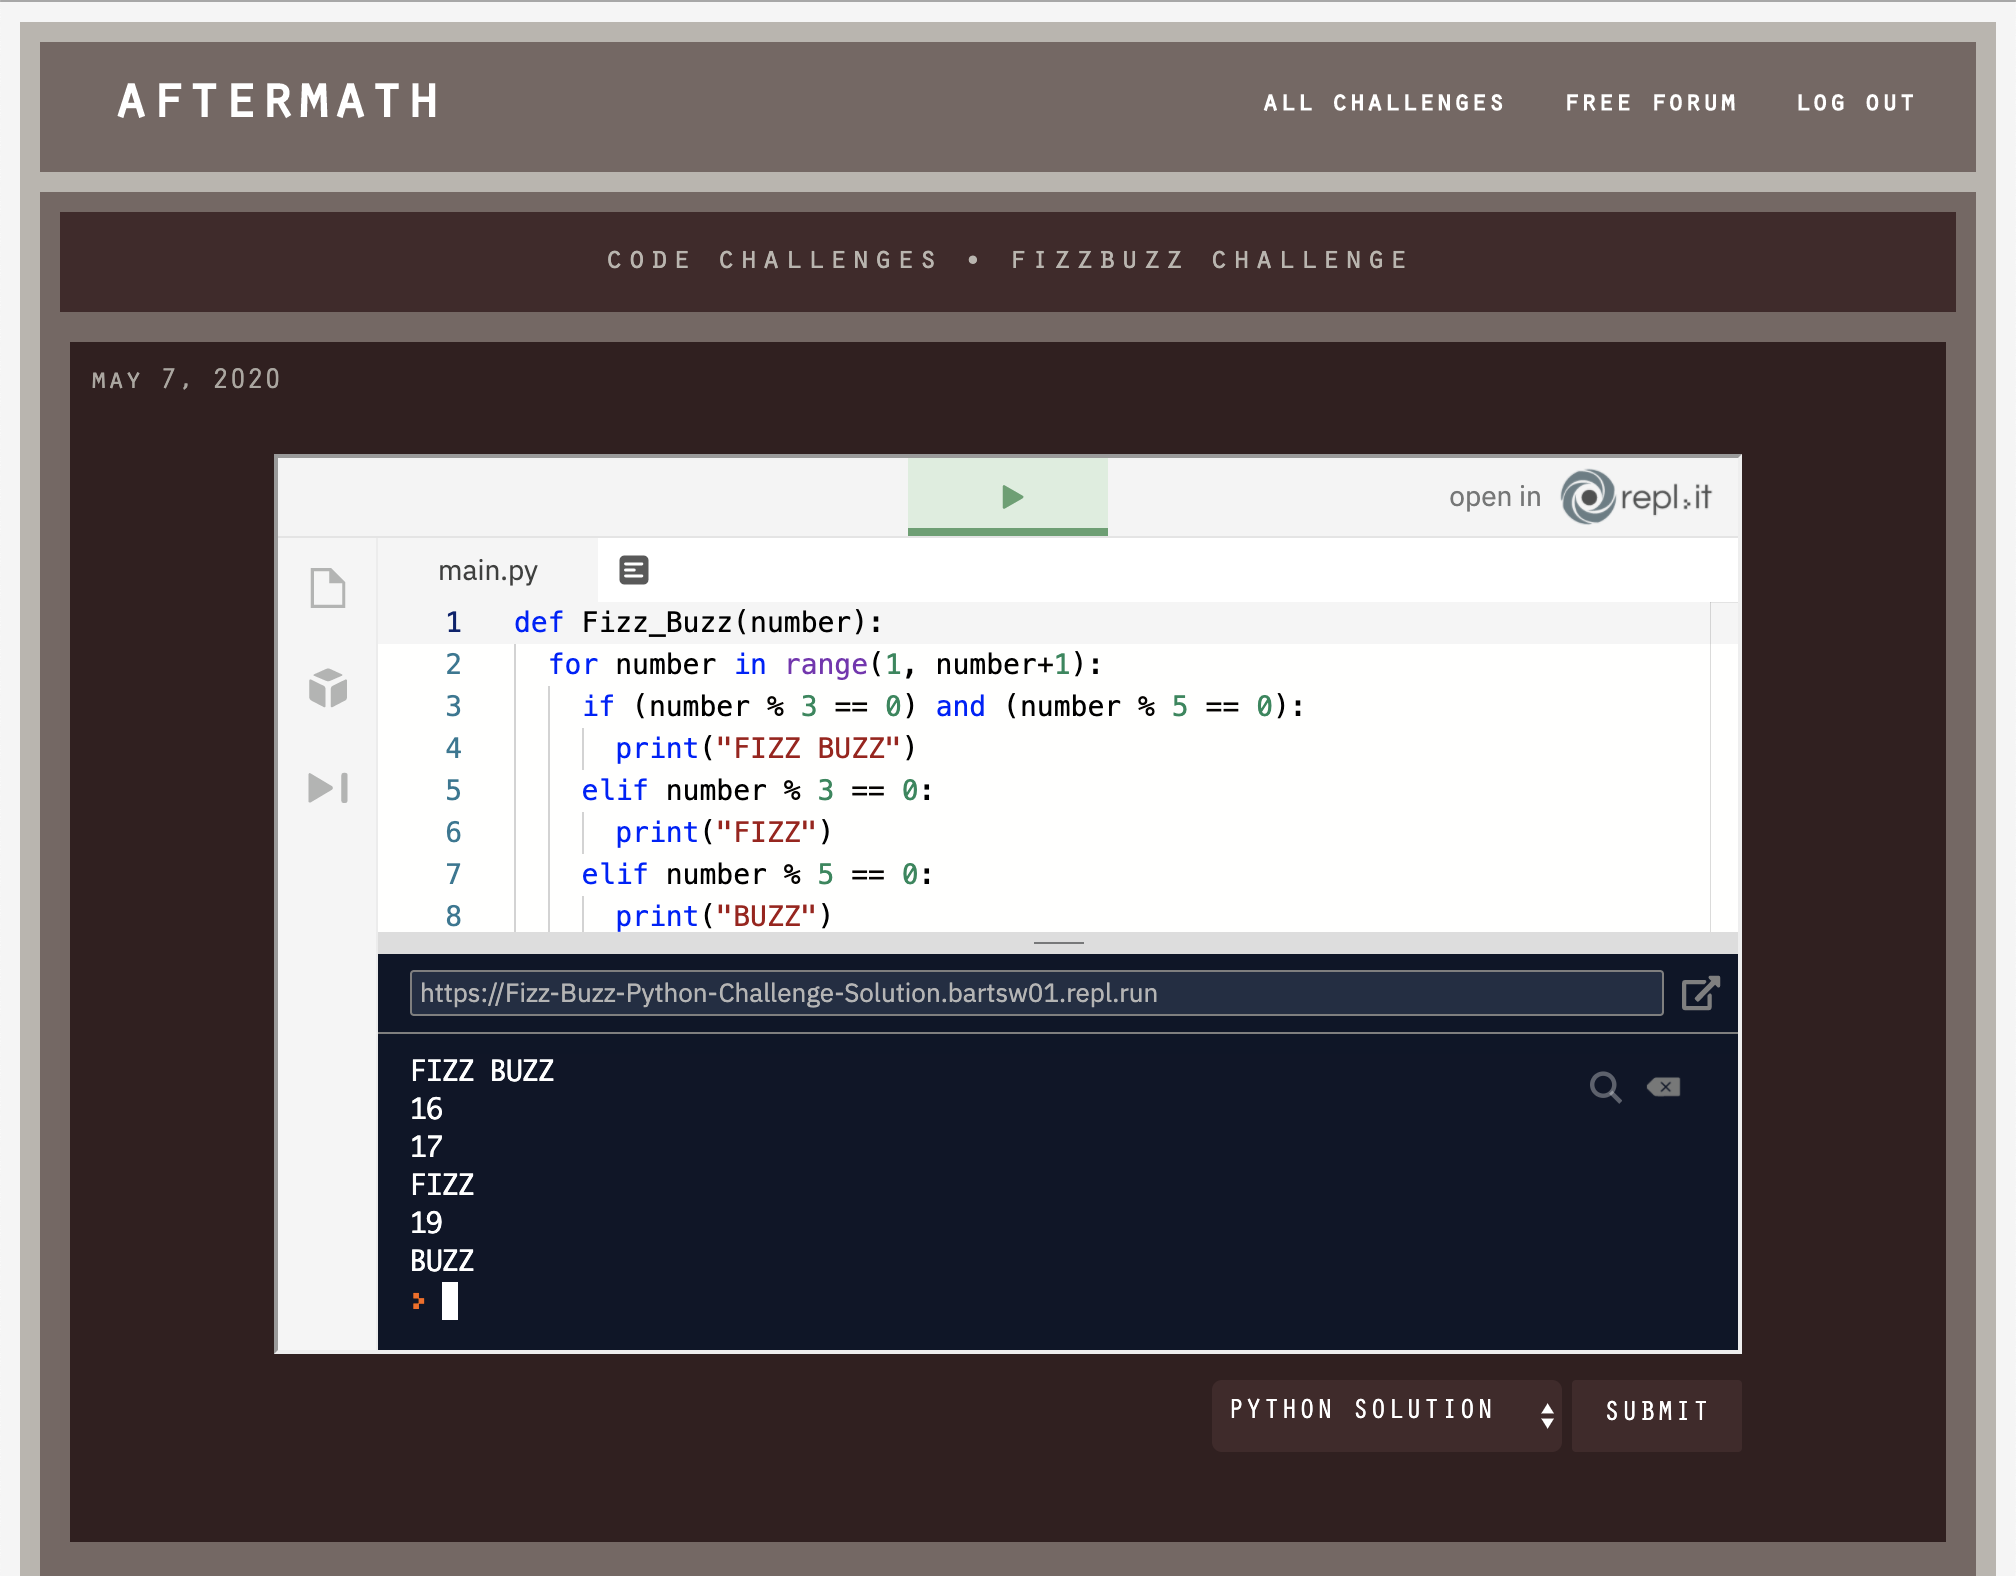 AFTERMATH
ALL CHALLENGES FREE FORUM LOG OUT
CODE CHALLENGES • FIZZBUZZ CHALLENGE
MAY 7, 2020
open in repl.it
main.py
1 def Fizz_Buzz(number):
2 for number in range(1, number+1):
3 if (number % 3 == 0) and (number % 5 == 0):
4 print("FIZZ BUZZ")
5 elif number % 3 == 0:
6 print("FIZZ")
7 elif number % 5 == 0:
8 print("BUZZ")
https://Fizz-Buzz-Python-Challenge-Solution.bartsw01.repl.run
FIZZ BUZZ
16
17
FIZZ
19
BUZZ
>
PYTHON SOLUTION SUBMIT